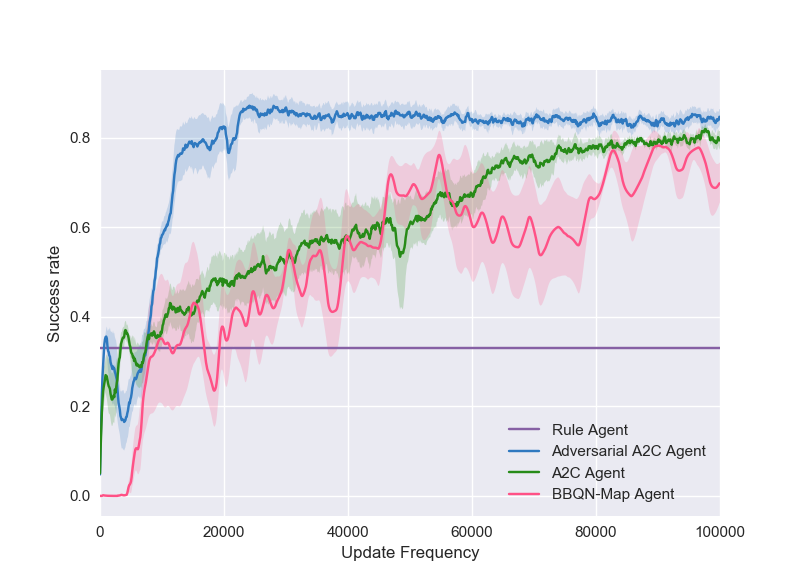 0.8
0.6
0.4
0.2
0.0
Success rate
0
20000
40000
60000
80000
100000
Update Frequency
Rule Agent
Adversarial A2C Agent
A2C Agent
BBQN-Map Agent